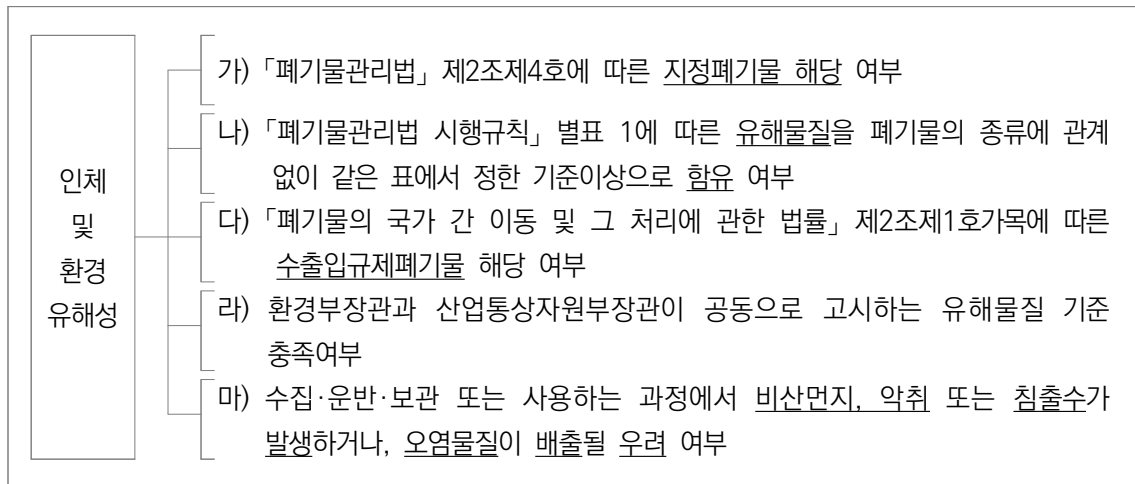 인체
및
환경
유해성
가) 「폐기물관리법」 제2조제4호에 따른 지정폐기물 해당 여부
나) 「폐기물관리법 시행규칙」 별표 1에 따른 유해물질을 폐기물의 종류에 관계
없이 같은 표에서 정한 기준이상으로 함유 여부
다) 「폐기물의 국가 간 이동 및 그 처리에 관한 법률」 제2조제1호가목에 따른
수출입규제폐기물 해당 여부
라) 환경부장관과 산업통상자원부장관이 공동으로 고시하는 유해물질 기준
충족여부
마) 수집·운반·보관 또는 사용하는 과정에서 비산먼지, 악취 또는 침출수가
발생하거나, 오염물질이 배출될 우려 여부